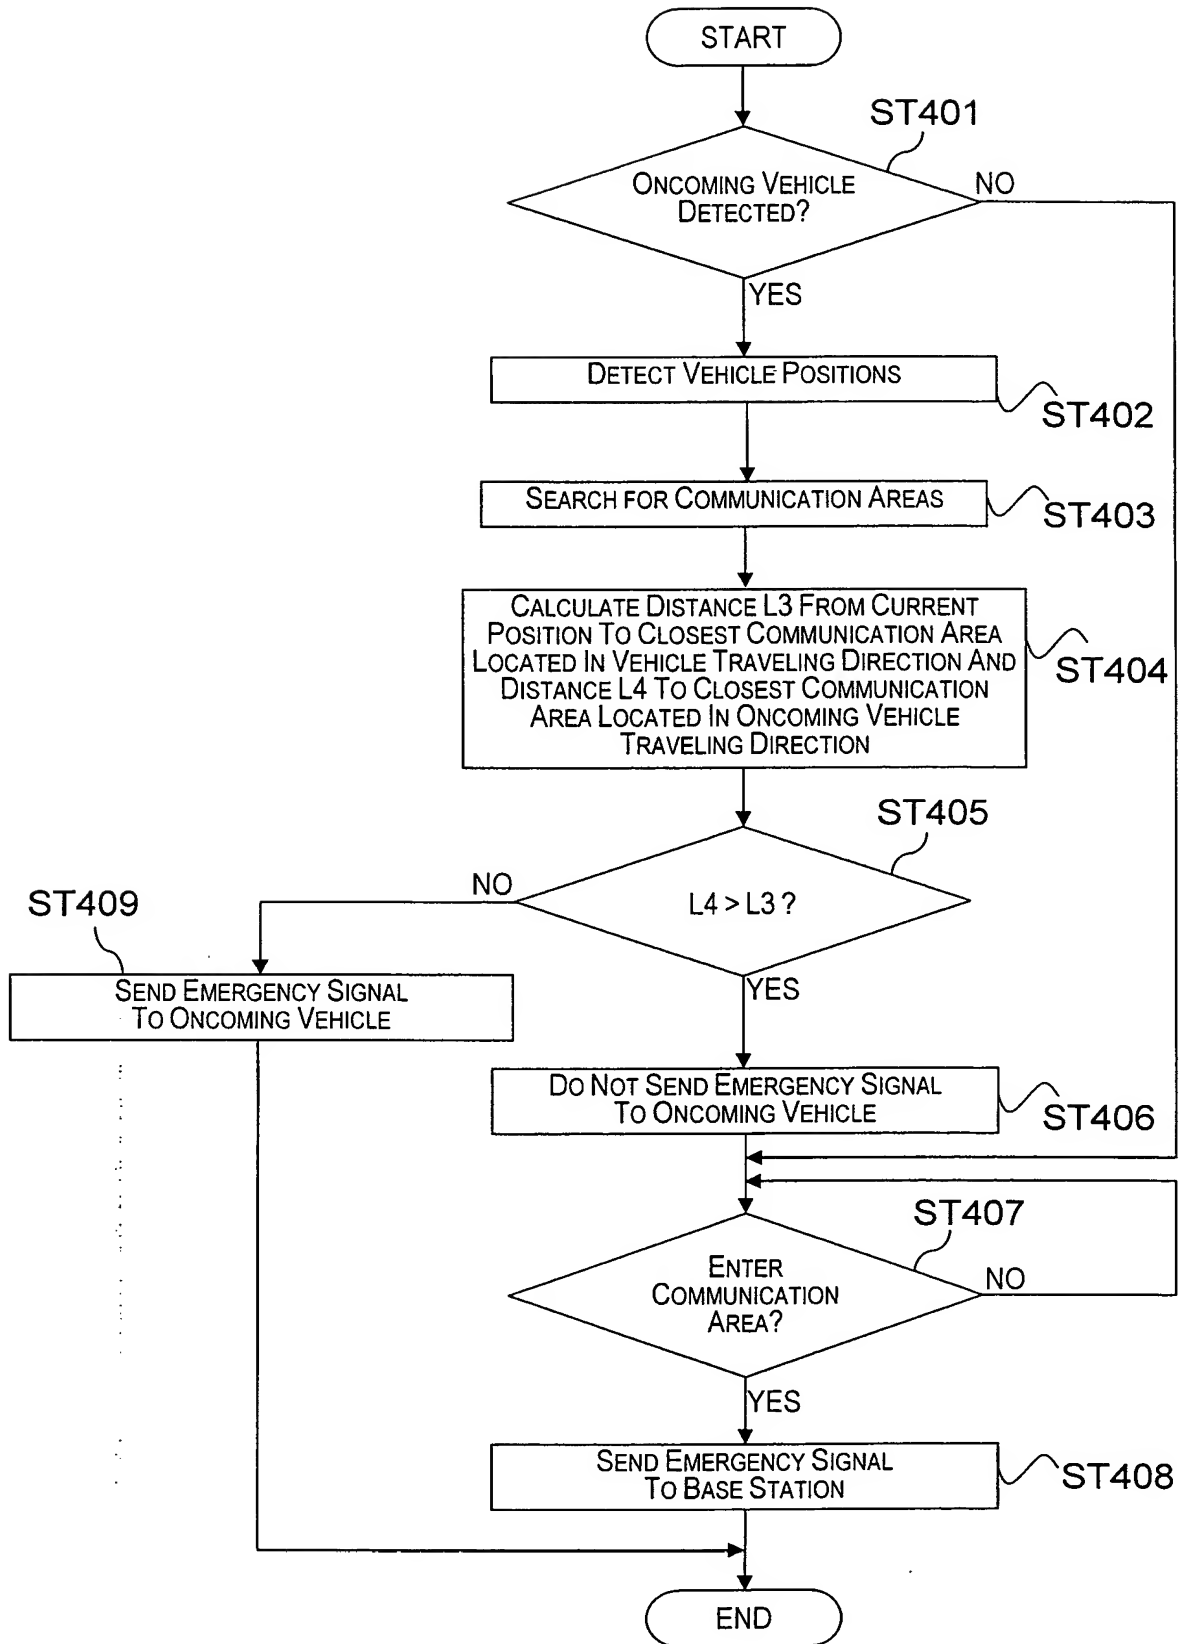 START
ST401
ONCOMING VEHICLE
DETECTED?
NO
YES
DETECT VEHICLE POSITIONS
ST402
SEARCH FOR COMMUNICATION AREAS
ST403
CALCULATE DISTANCE L3 FROM CURRENT
POSITION TO CLOSEST COMMUNICATION AREA
LOCATED IN VEHICLE TRAVELING DIRECTION AND
DISTANCE L4 TO CLOSEST COMMUNICATION
AREA LOCATED IN ONCOMING VEHICLE
TRAVELING DIRECTION
ST404
ST405
L4 > L3 ?
NO
YES
ST409
SEND EMERGENCY SIGNAL
TO ONCOMING VEHICLE
DO NOT SEND EMERGENCY SIGNAL
TO ONCOMING VEHICLE
ST406
ST407
ENTER
COMMUNICATION
AREA?
NO
YES
SEND EMERGENCY SIGNAL
TO BASE STATION
ST408
END